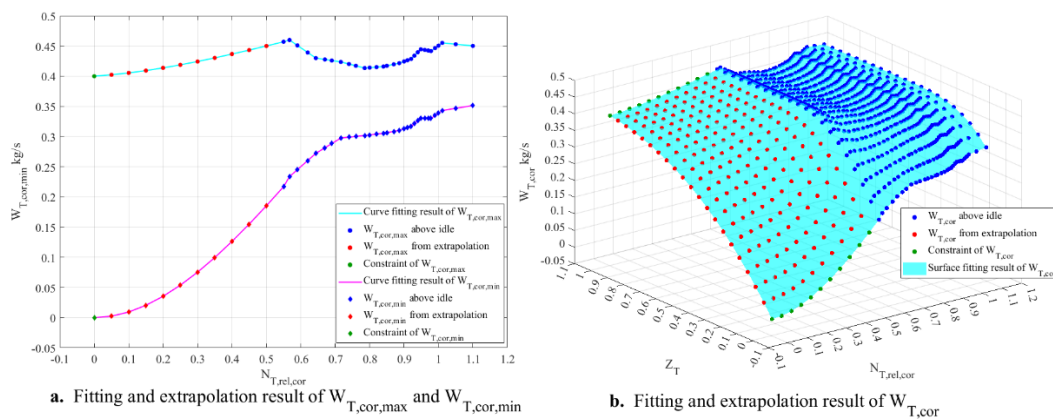 0.5
0.45
0.4
0.35
0.3
0.25
0.2
0.15
0.1
0.05
0
-0.05
W_T,cor,min kg/s
-0.1 0 0.1 0.2 0.3 0.4 0.5 0.6 0.7 0.8 0.9 1 1.1 1.2
N_T,rel,cor
Curve fitting result of W_T,cor,max
W_T,cor,max above idle
W_T,cor,max from extrapolation
Constraint of W_T,cor,max
Curve fitting result of W_T,cor,min
W_T,cor,min above idle
W_T,cor,min from extrapolation
Constraint of W_T,cor,min
a. Fitting and extrapolation result of W_T,cor,max and W_T,cor,min
0.5
0.45
0.4
0.35
0.3
0.25
0.2
0.15
0.1
0.05
0
-0.05
W_T,cor kg/s
1.1 1 0.9 0.8 0.7 0.6 0.5 0.4 0.3 0.2 0.1 0 -0.1
Z_T
-0.1 0 0.1 0.2 0.3 0.4 0.5 0.6 0.7 0.8 0.9 1 1.1 1.2
N_T,rel,cor
W_T,cor above idle
W_T,cor from extrapolation
Constraint of W_T,cor
Surface fitting result of W_T,co
b. Fitting and extrapolation result of W_T,cor